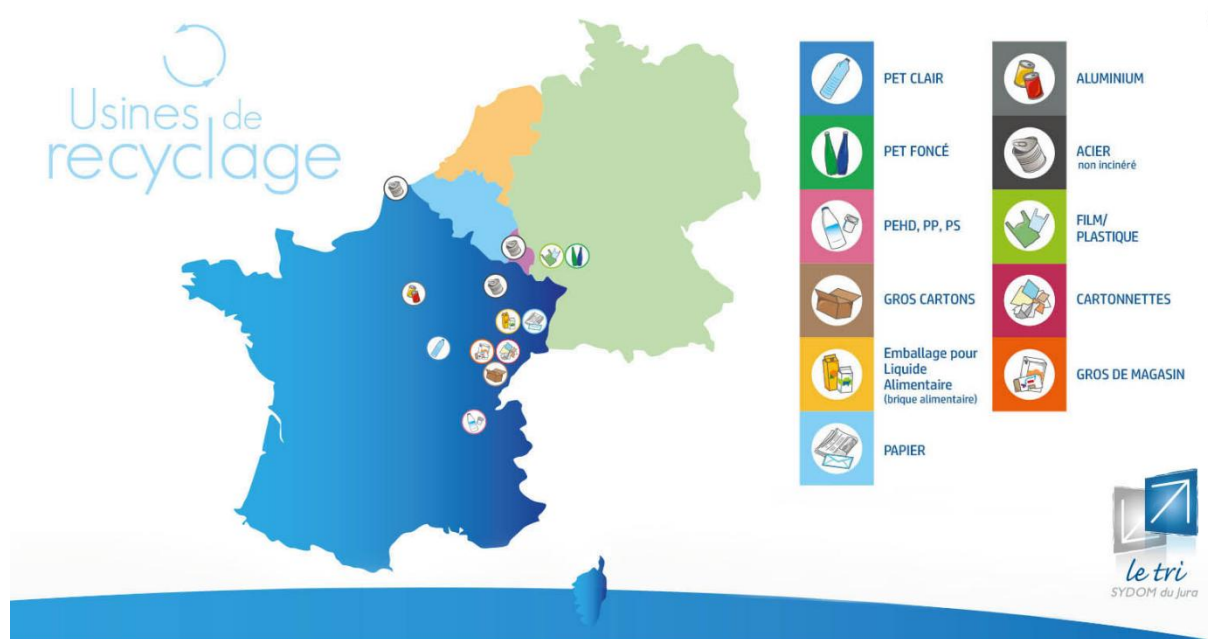 Usines de
recyclage
PET CLAIR
PET FONCÉ
PEHD, PP, PS
GROS CARTONS
Emballage pour
Liquide
Alimentaire
(brique alimentaire)
PAPIER
ALUMINIUM
ACIER
non incinéré
FILM/
PLASTIQUE
CARTONNETTES
GROS DE MAGASIN
le tri
SYDOM du Jura